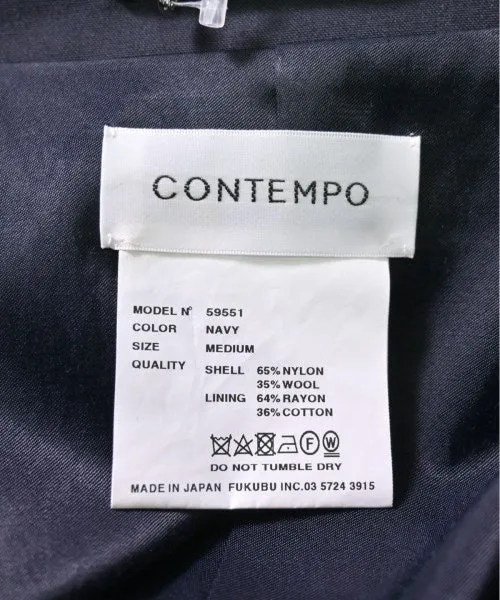 CONTEMPO
MODEL Nº 59551
COLOR NAVY
SIZE MEDIUM
QUALITY SHELL 65% NYLON
35% WOOL
LINING 64% RAYON
36% COTTON
F W
DO NOT TUMBLE DRY
MADE IN JAPAN FUKUBU INC. 03 5724 3915